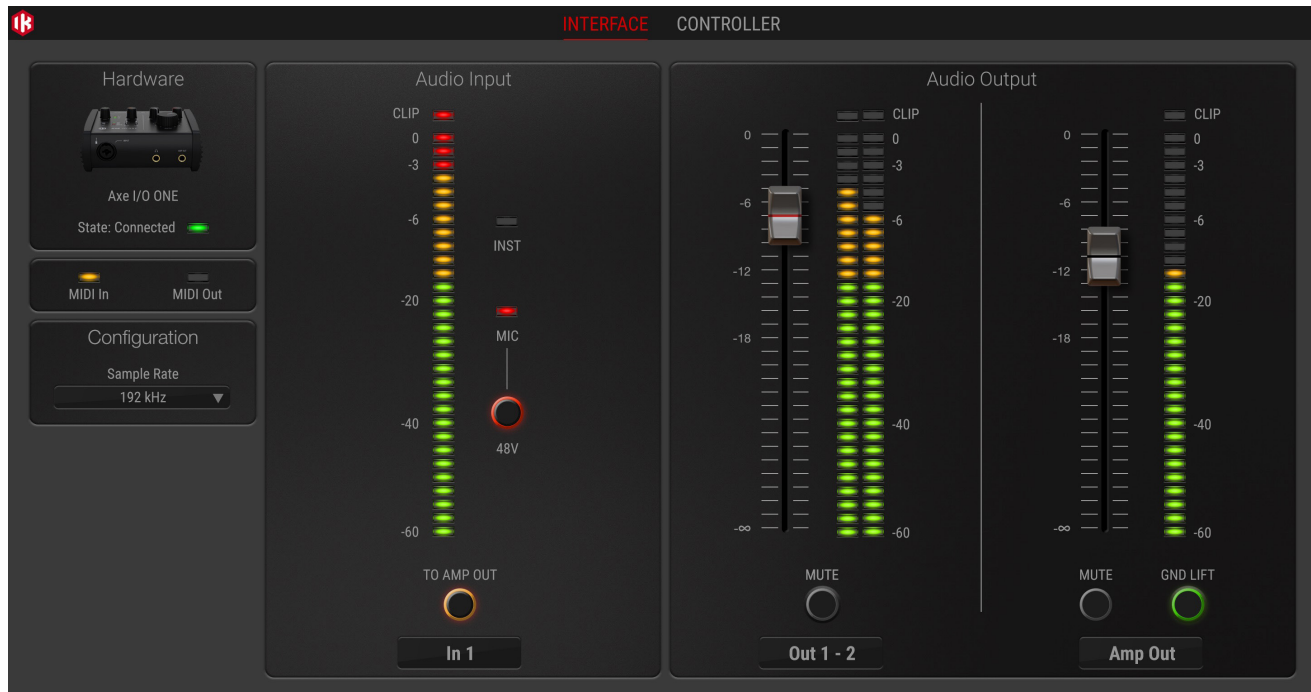 INTERFACE CONTROLLER
Hardware
Axe I/O ONE
State: Connected
MIDI In MIDI Out
Configuration
Sample Rate
192 kHz
Audio Input
CLIP
0
-3
-6
-20
-40
-60
INST
MIC
48V
TO AMP OUT
In 1
Audio Output
0
-6
-12
-18
-∞
CLIP
0
-3
-6
-20
-40
-60
MUTE
Out 1 - 2
0
-6
-12
-18
-∞
CLIP
0
-3
-6
-20
-40
-60
MUTE GND LIFT
Amp Out